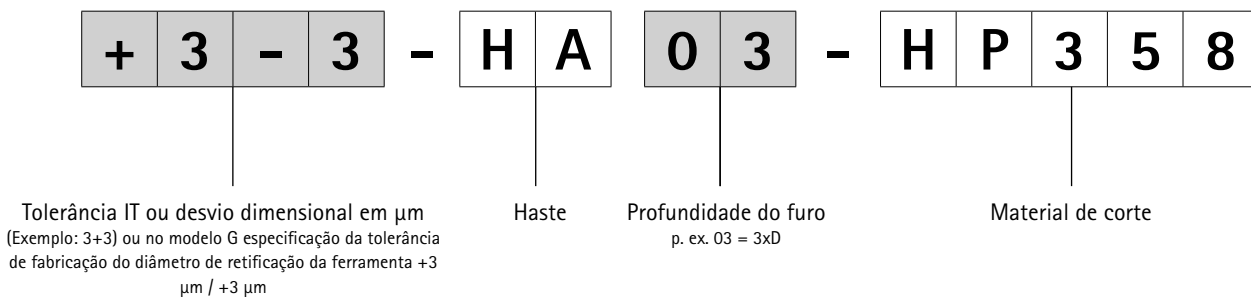 + 3 - 3 - H A 0 3 - H P 3 5 8
Tolerância IT ou desvio dimensional em µm
(Exemplo: 3+3) ou no modelo G especificação da tolerância
de fabricação do diâmetro de retificação da ferramenta +3
µm / +3 µm
Haste
Profundidade do furo
p. ex. 03 = 3xD
Material de corte